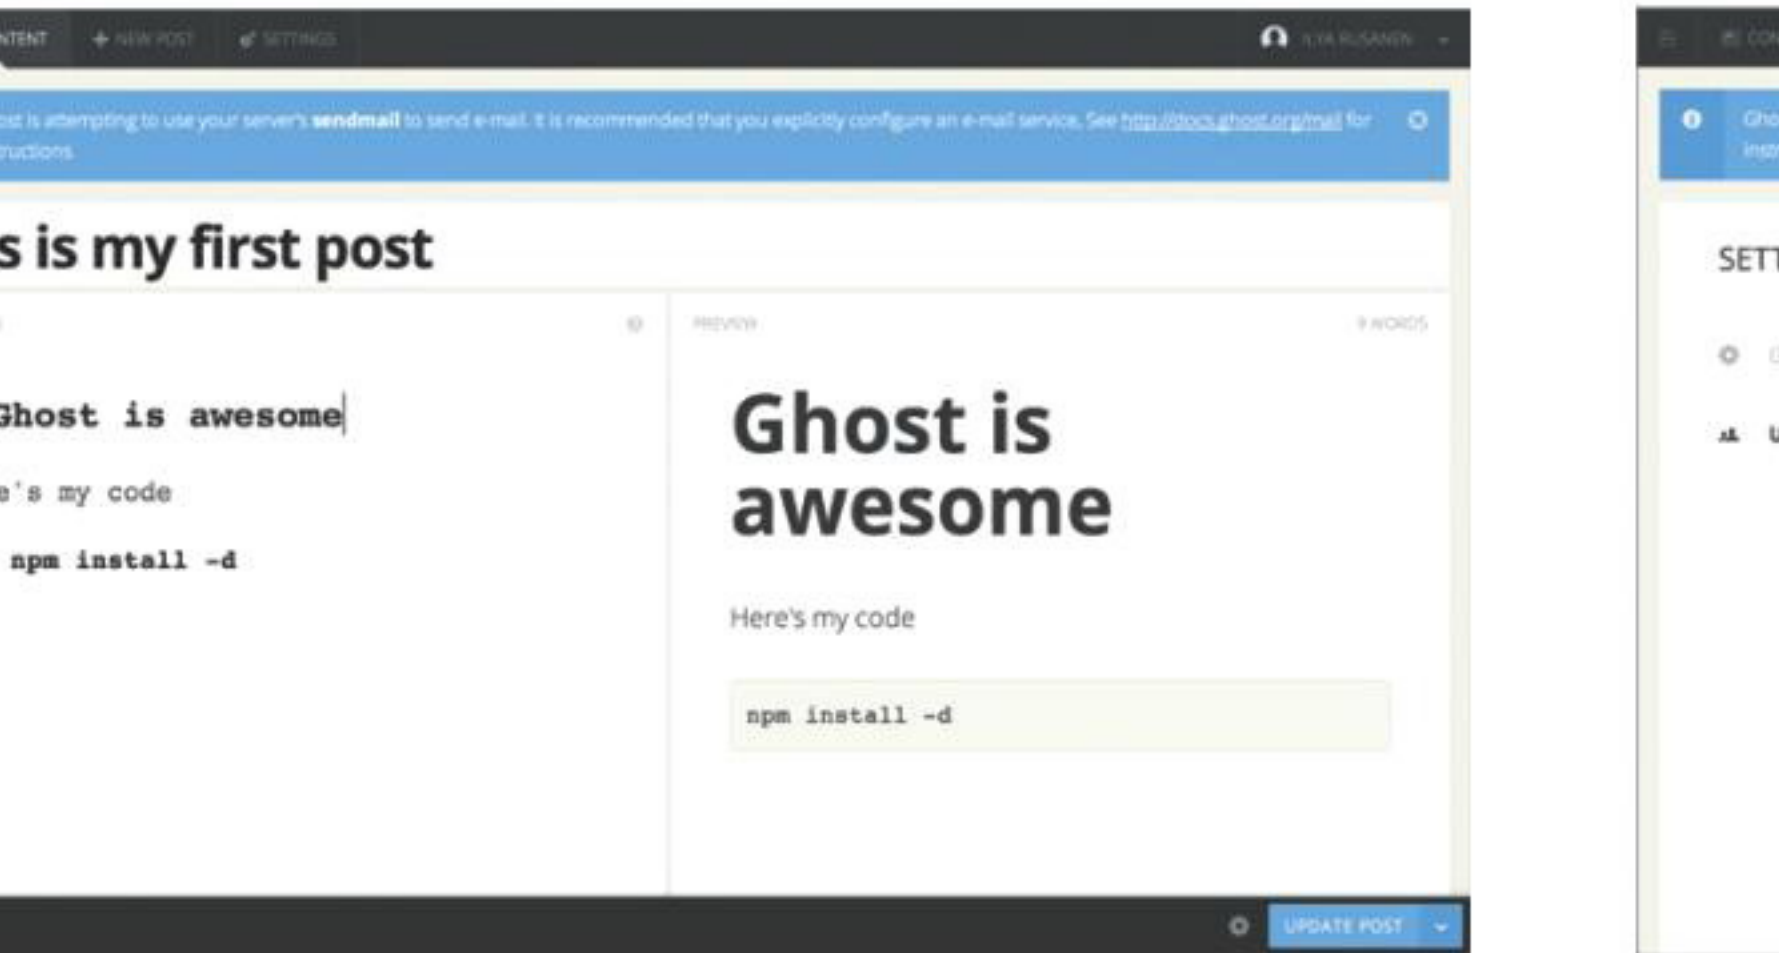 NTENT + NEW POST SETTINGS ILYA RUSANEN
ost is attempting to use your server's sendmail to send e-mail. It is recommended that you explicitly configure an e-mail service. See http://docs.ghost.org/mail for
ructions
s is my first post
PREVIEW 9 WORDS
Ghost is awesome
e's my code
npm install -d
Ghost is
awesome
Here's my code
npm install -d
UPDATE POST
CON
Gho
instr
SETT